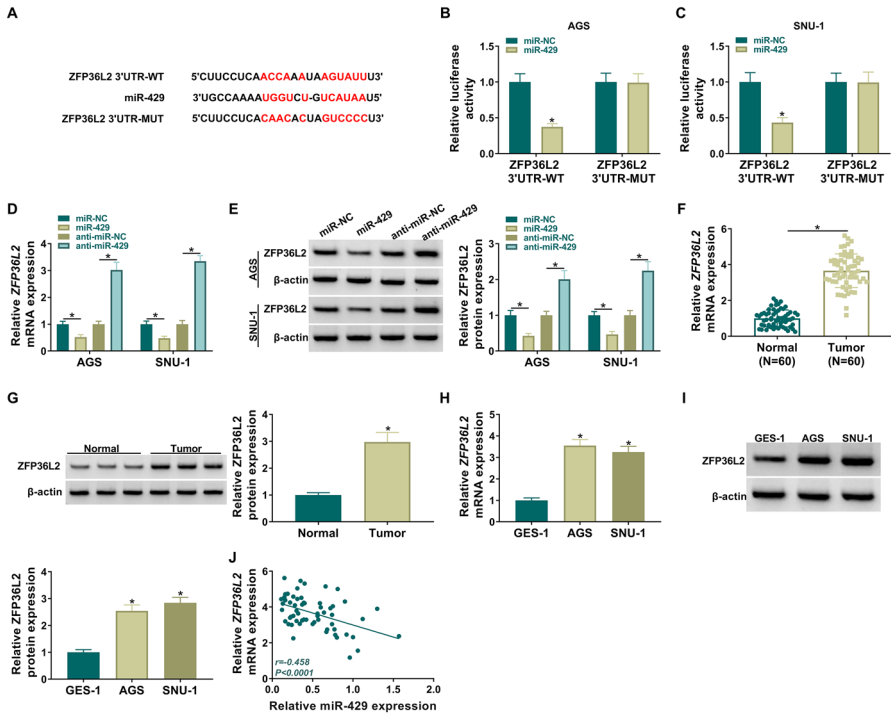 A
ZFP36L2 3'UTR-WT 5'CUUCCUCAACCAAAUAAGUAUUU3'
miR-429 3'UGCCAAAAUGGUCU-GUCAUAAU5'
ZFP36L2 3'UTR-MUT 5'CUUCCUCACAACACUAGUCCCCU3'
B
AGS
miR-NC
miR-429
Relative luciferase
activity
1.5
1.0
0.5
0.0
*
ZFP36L2
3'UTR-WT
ZFP36L2
3'UTR-MUT
C
SNU-1
miR-NC
miR-429
Relative luciferase
activity
1.5
1.0
0.5
0.0
*
ZFP36L2
3'UTR-WT
ZFP36L2
3'UTR-MUT
D
miR-NC
miR-429
anti-miR-NC
anti-miR-429
Relative ZFP36L2
mRNA expression
4
3
2
1
0
* * * *
AGS SNU-1
E
miR-NC miR-429 anti-miR-NC anti-miR-429
AGS
ZFP36L2
β-actin
SNU-1
ZFP36L2
β-actin
miR-NC
miR-429
anti-miR-NC
anti-miR-429
Relative ZFP36L2
protein expression
4
3
2
1
0
* * * *
AGS SNU-1
F
Relative ZFP36L2
mRNA expression
6
4
2
0
*
Normal
(N=60)
Tumor
(N=60)
G
Normal Tumor
ZFP36L2
β-actin
Relative ZFP36L2
protein expression
4
3
2
1
0
*
Normal Tumor
H
Relative ZFP36L2
mRNA expression
5
4
3
2
1
0
* *
GES-1 AGS SNU-1
I
GES-1 AGS SNU-1
ZFP36L2
β-actin
Relative ZFP36L2
protein expression
4
3
2
1
0
* *
GES-1 AGS SNU-1
J
Relative ZFP36L2
mRNA expression
6
4
2
0
r=-0.458
P<0.0001
0.0 0.5 1.0 1.5 2.0
Relative miR-429 expression